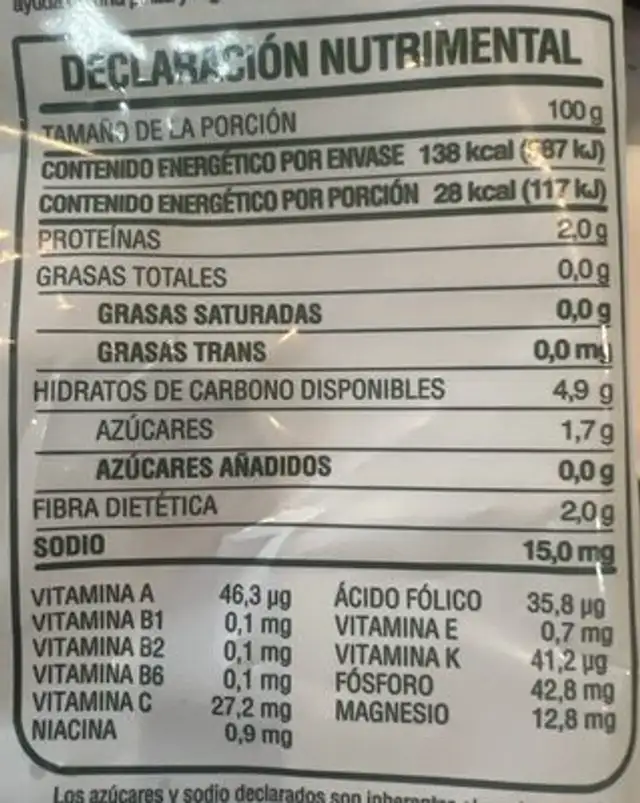 DECLARACIÓN NUTRIMENTAL
TAMAÑO DE LA PORCIÓN 100 g
CONTENIDO ENERGÉTICO POR ENVASE 138 kcal (587 kJ)
CONTENIDO ENERGÉTICO POR PORCIÓN 28 kcal (117 kJ)
PROTEÍNAS 2,0 g
GRASAS TOTALES 0,0 g
GRASAS SATURADAS 0,0 g
GRASAS TRANS 0,0 mg
HIDRATOS DE CARBONO DISPONIBLES 4,9 g
AZÚCARES 1,7 g
AZÚCARES AÑADIDOS 0,0 g
FIBRA DIETÉTICA 2,0 g
SODIO 15,0 mg
VITAMINA A 46,3 µg ÁCIDO FÓLICO 35,8 µg
VITAMINA B1 0,1 mg VITAMINA E 0,7 mg
VITAMINA B2 0,1 mg VITAMINA K 41,2 µg
VITAMINA B6 0,1 mg FÓSFORO 42,8 mg
VITAMINA C 27,2 mg MAGNESIO 12,8 mg
NIACINA 0,9 mg
Los azúcares y sodio declarados son